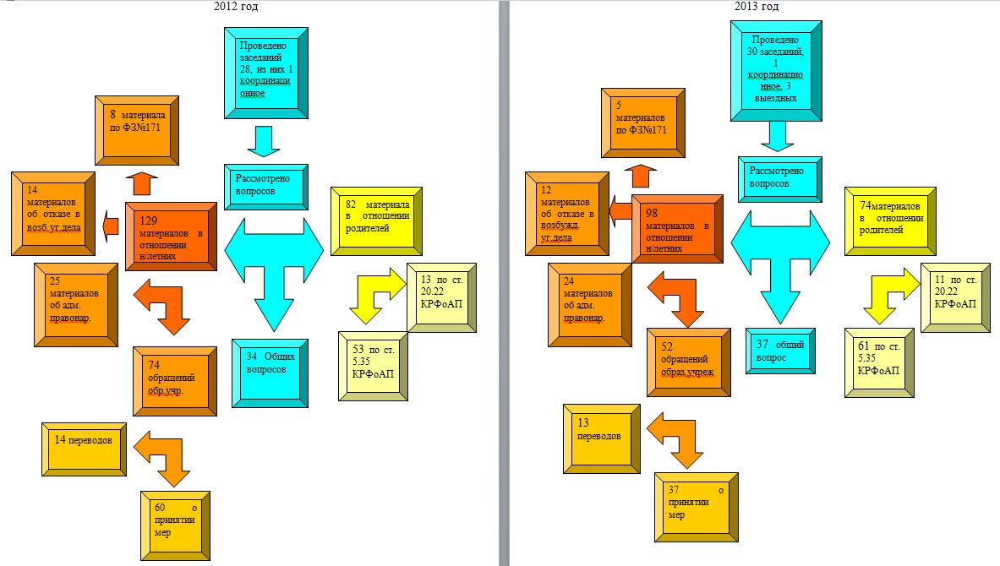 2012 год
Проведено
заседаний
28, из них 1
координаци
онное
8 материала
по ФЗ№171
Рассмотрено
вопросов
14
материалов
об отказе в
возб.уг.дела
129
материалов в
отношении
н/летних
82 материала
в отношении
родителей
25
материалов
об адм.
правонар.
13 по ст.
20.22
КРФоАП
74
обращений
обр.учр.
34 Общих
вопросов
53 по ст.
5.35
КРФоАП
14 переводов
60 о
принятии
мер
2013 год
Проведено
30 заседаний,
1
координацио
нное, 3
выездных
5
материалов
по ФЗ№171
Рассмотрено
вопросов
12
материалов
об отказе в
возбужд.
уг.дела
98
материалов в
отношении
н/летних
74материалов
в отношении
родителей
24
материалов
об адм.
правонар.
11 по ст.
20.22
КРФоАП
52
обращений
образ.учреж
37 общий
вопрос
61 по ст.
5.35
КРФоАП
13
переводов
37 о
принятии
мер